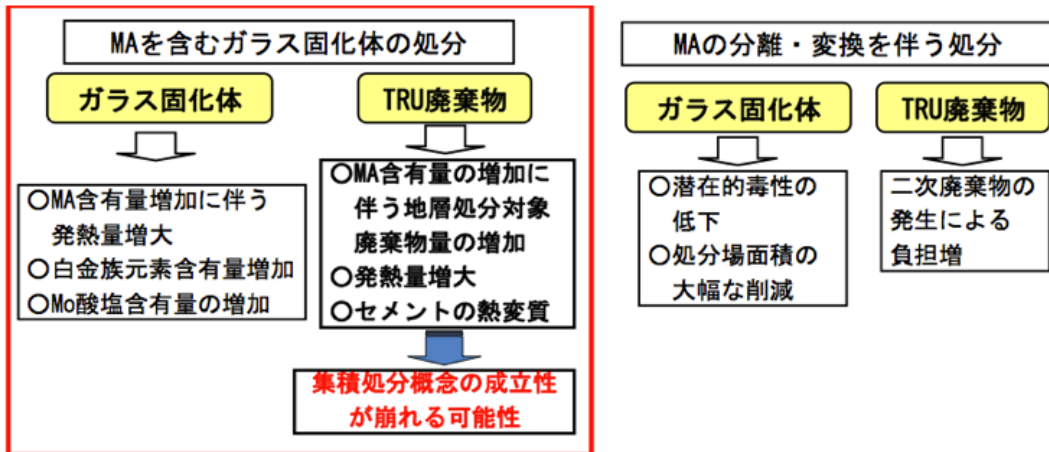 MAを含むガラス固化体の処分
ガラス固化体
TRU廃棄物
○MA含有量増加に伴う
発熱量増大
○白金族元素含有量増加
○Mo酸塩含有量の増加
○MA含有量の増加に
伴う地層処分対象
廃棄物量の増加
○発熱量増大
○セメントの熱変質
集積処分概念の成立性
が崩れる可能性
MAの分離・変換を伴う処分
ガラス固化体
TRU廃棄物
○潜在的毒性の
低下
○処分場面積の
大幅な削減
二次廃棄物の
発生による
負担増